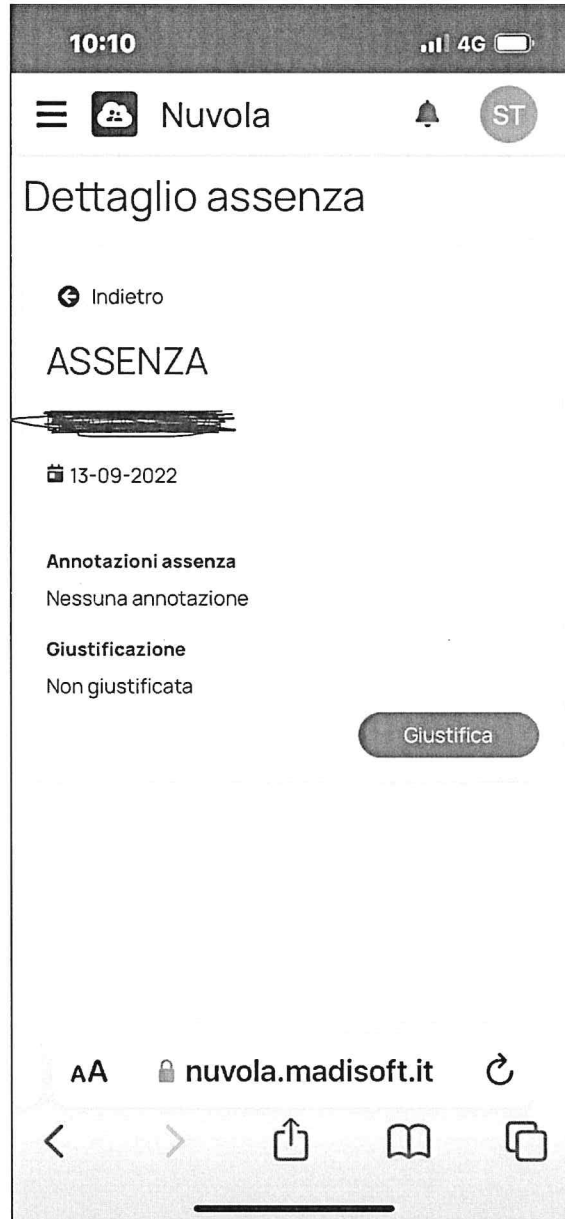 10:10 4G
Nuvola ST
Dettaglio assenza
Indietro
ASSENZA
13-09-2022
Annotazioni assenza
Nessuna annotazione
Giustificazione
Non giustificata
Giustifica
AA nuvola.madisoft.it